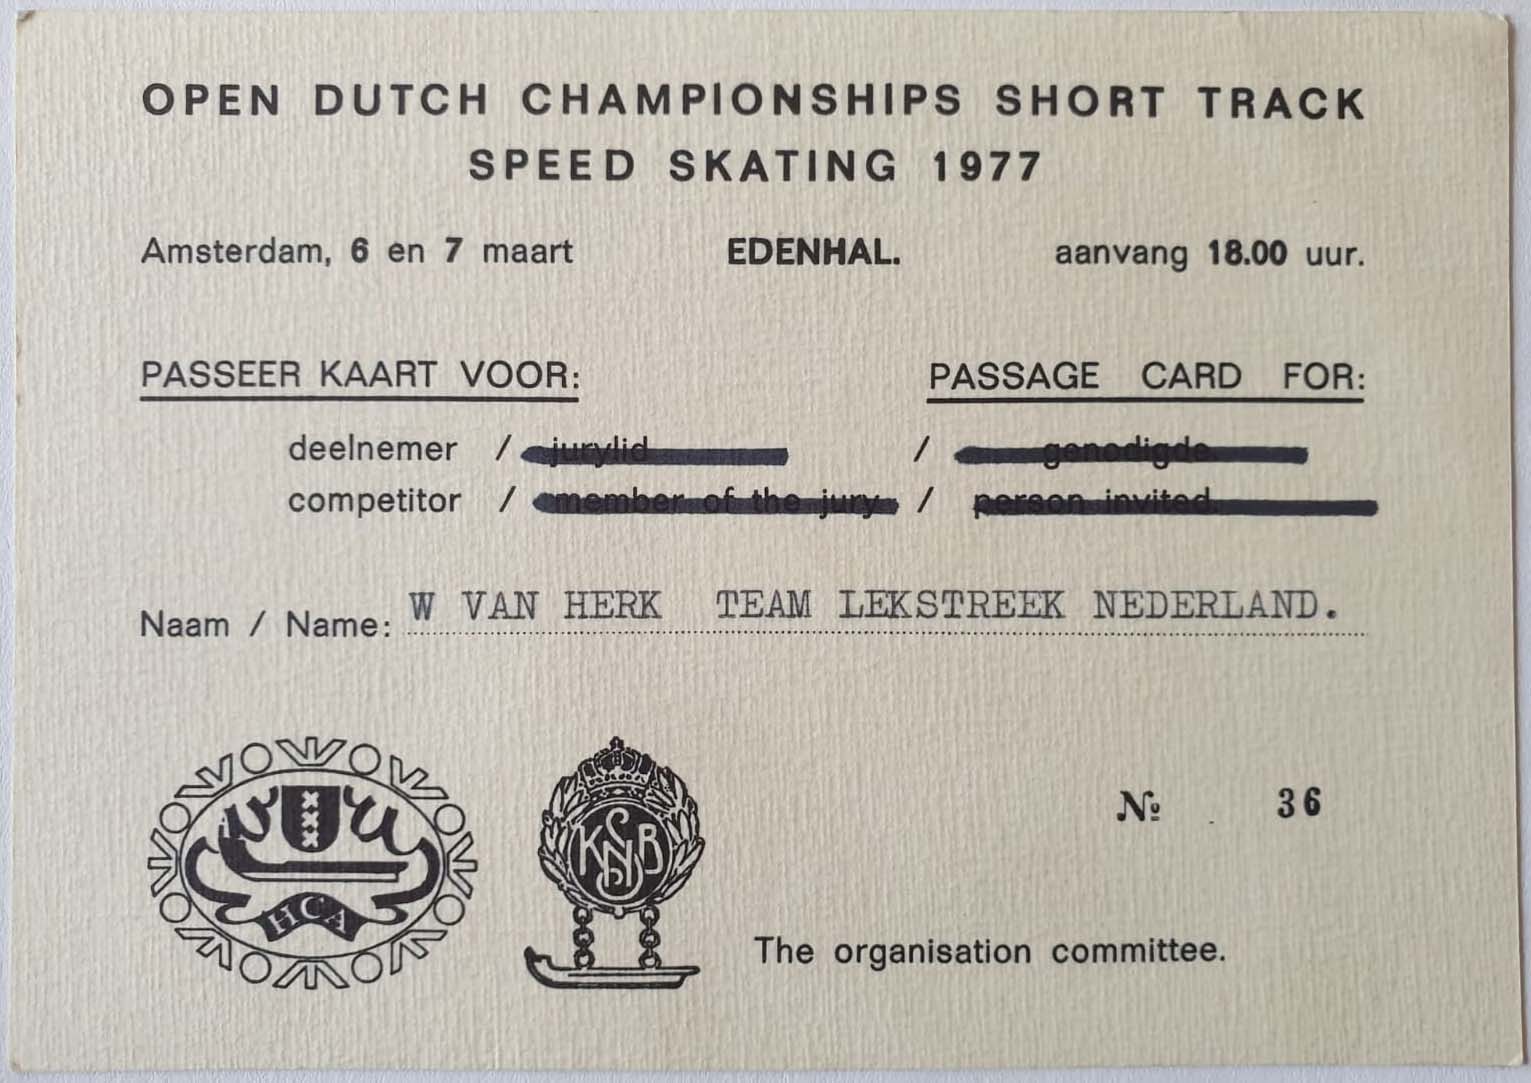 OPEN DUTCH CHAMPIONSHIPS SHORT TRACK
SPEED SKATING 1977
Amsterdam, 6 en 7 maart EDENHAL. aanvang 18.00 uur.
PASSEER KAART VOOR: PASSAGE CARD FOR:
deelnemer / jurylid / genodigde
competitor / member of the jury / person invited.
Naam / Name: W VAN HERK TEAM LEKSTREEK NEDERLAND.
HCA
KNSB
№ 36
The organisation committee.